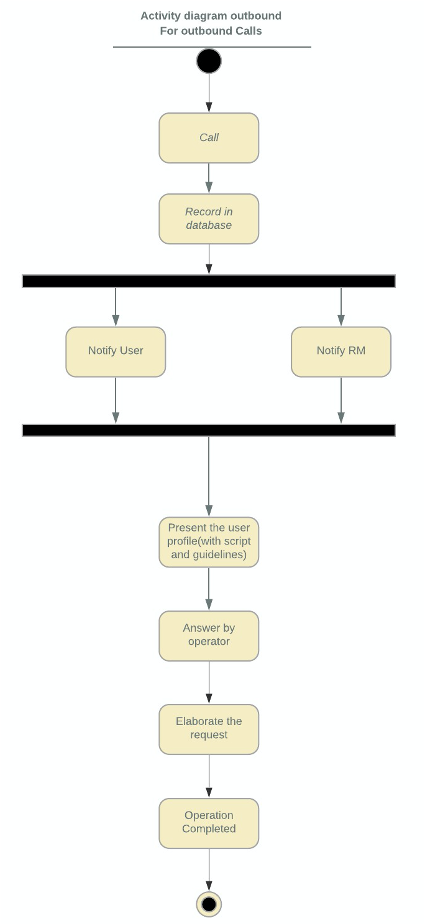 Activity diagram outbound
For outbound Calls
Call
Record in
database
Notify User
Notify RM
Present the user
profile(with script
and guidelines)
Answer by
operator
Elaborate the
request
Operation
Completed